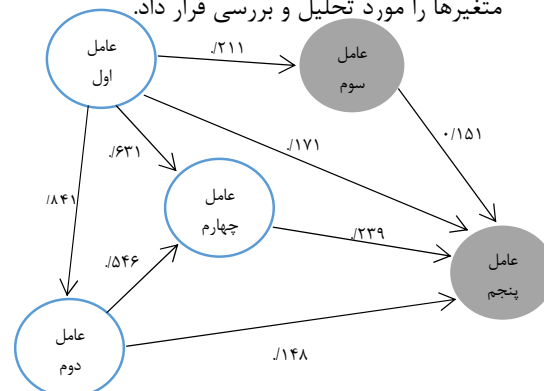 متغیرها را مورد تحلیل و بررسی قرار داد.
عامل
اول
عامل
سوم
./۲۱۱
./۶۳۱
./۱۷۱
۰/۱۵۱
/۸۴۱
عامل
چهارم
./۲۳۹
./۵۴۶
عامل
پنجم
عامل
دوم
./۱۴۸